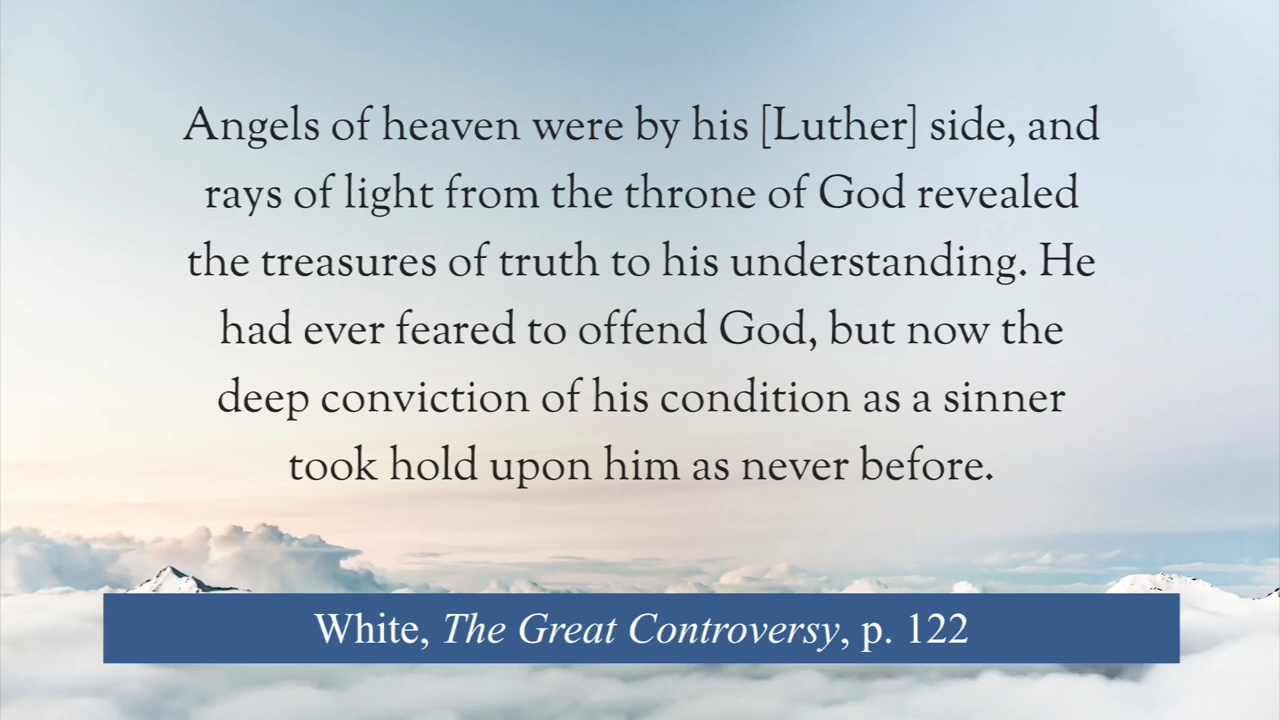 Angels of heaven were by his [Luther] side, and
rays of light from the throne of God revealed
the treasures of truth to his understanding. He
had ever feared to offend God, but now the
deep conviction of his condition as a sinner
took hold upon him as never before.
White, The Great Controversy, p. 122